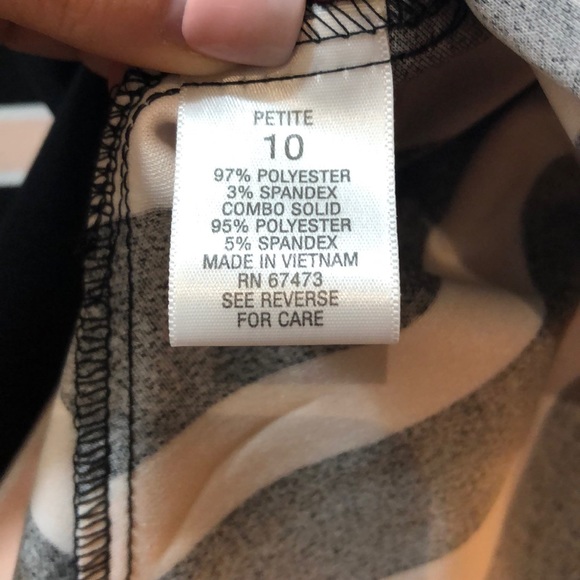 PETITE
10
97% POLYESTER
3% SPANDEX
COMBO SOLID
95% POLYESTER
5% SPANDEX
MADE IN VIETNAM
RN 67473
SEE REVERSE
FOR CARE